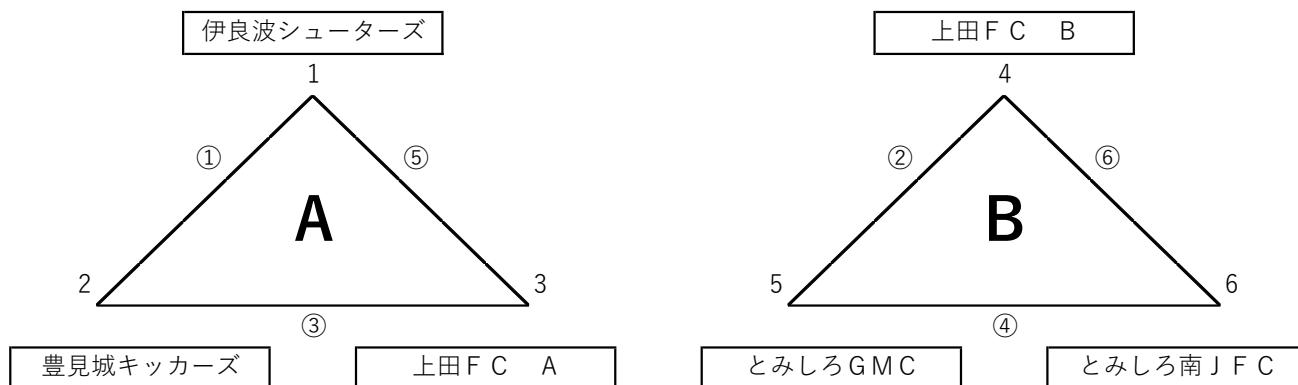 伊良波シューターズ
上田ＦＣ　Ｂ
1
4
①
⑤
②
⑥
A
B
2
3
5
6
③
④
豊見城キッカーズ
上田ＦＣ　Ａ
とみしろＧＭＣ
とみしろ南ＪＦＣ